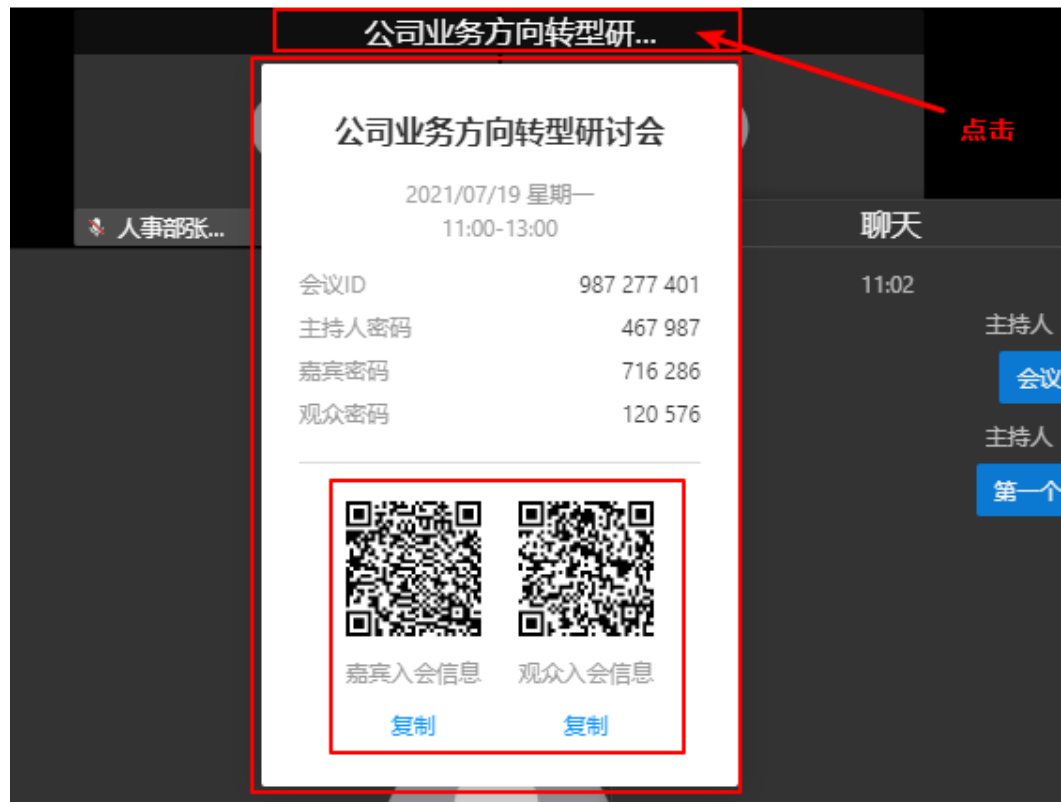 公司业务方向转型研...
点击
公司业务方向转型研讨会
2021/07/19 星期一
11:00-13:00
人事部张...
聊天
11:02
会议ID 987 277 401
主持人密码 467 987
嘉宾密码 716 286
观众密码 120 576
主持人
会议
主持人
第一个
嘉宾入会信息 观众入会信息
复制 复制